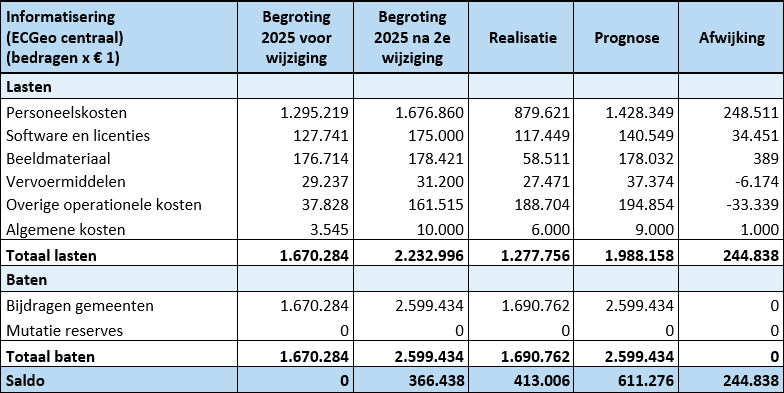 Informatisering (ECGeo centraal) (bedragen x € 1) | Begroting 2025 voor wijziging | Begroting 2025 na 2e wijziging | Realisatie | Prognose | Afwijking
Lasten
Personeelskosten 1.295.219 1.676.860 879.621 1.428.349 248.511
Software en licenties 127.741 175.000 117.449 140.549 34.451
Beeldmateriaal 176.714 178.421 58.511 178.032 389
Vervoermiddelen 29.237 31.200 27.471 37.374 -6.174
Overige operationele kosten 37.828 161.515 188.704 194.854 -33.339
Algemene kosten 3.545 10.000 6.000 9.000 1.000
Totaal lasten 1.670.284 2.232.996 1.277.756 1.988.158 244.838
Baten
Bijdragen gemeenten 1.670.284 2.599.434 1.690.762 2.599.434 0
Mutatie reserves 0 0 0 0 0
Totaal baten 1.670.284 2.599.434 1.690.762 2.599.434 0
Saldo 0 366.438 413.006 611.276 244.838